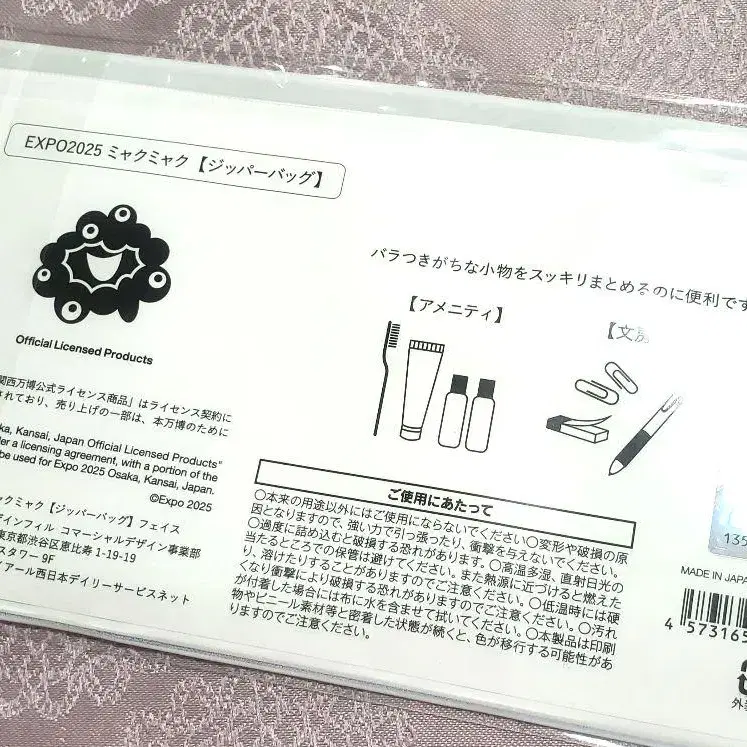 EXPO2025 ミャクミャク【ジッパーバッグ】
Official Licensed Products
関西万博公式ライセンス商品」はライセンス契約に
されており、売り上げの一部は、本万博のために
ka, Kansai, Japan Official Licensed Products"
er a licensing agreement, with a portion of the
be used for Expo 2025 Osaka, Kansai, Japan.
©Expo 2025
ャクミャク【ジッパーバッグ】フェイス
ザインフィル コマーシャルデザイン事業部
東京都渋谷区恵比寿 1-19-19
スタワー 9F
イアール西日本デイリーサービスネット
バラつきがちな小物をスッキリまとめるのに便利です
【アメニティ】
【文房
ご使用にあたって
○本来の用途以外にはご使用にならないでください○変形や破損の原
因となりますので、強い力で引っ張ったり、衝撃を与えないでください。
○過度に詰め込むと破損する恐れがあります。○高温多湿、直射日光の
当たるところでの保管は避けてください。また熱源に近づけると燃えた
り、溶けたりすることがありますのでご注意ください。○低温時には硬
くなり衝撃により破損する恐れがありますのでご注意ください。○汚れ
が付着した場合には布に水を含ませて拭いてください。○本製品は印刷
物やビニール素材等と密着した状態が続くと、色が移行する可能性があ
りますのでご注意ください。
135
MADE IN JAPA
4 573165
外装